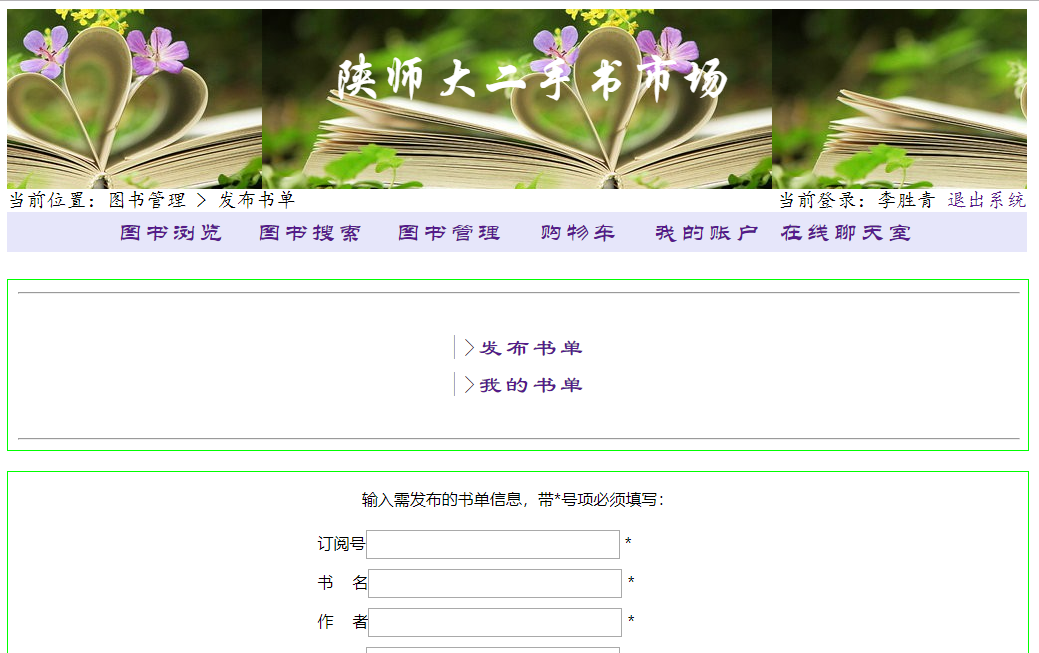 陕师大二手书市场
当前位置：图书管理 > 发布书单 当前登录：李胜青 退出系统
图书浏览 图书搜索 图书管理 购物车 我的账户 在线聊天室
>发布书单
>我的书单
输入需发布的书单信息，带*号项必须填写：
订阅号 *
书 名 *
作 者 *